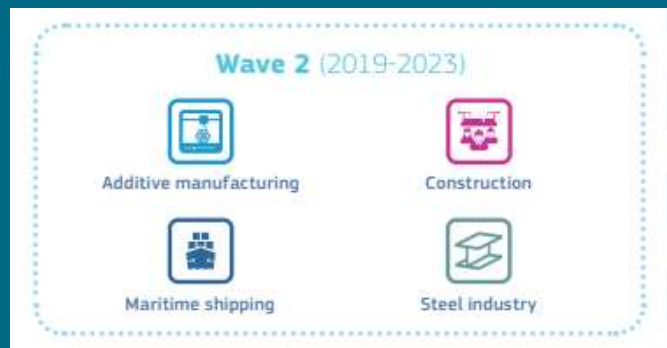 Wave 2 (2019-2023)
Additive manufacturing
Construction
Maritime shipping
Steel industry